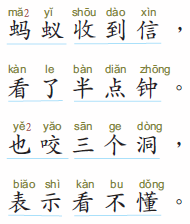 mǎ2 yǐ shōu dào xìn
蚂蚁收到信，
kàn le bàn diǎn zhōng
看了半点钟。
yě2 yǎo sān ge dòng，
也咬三个洞，
biǎo shì kàn bu dǒng
表示看不懂。